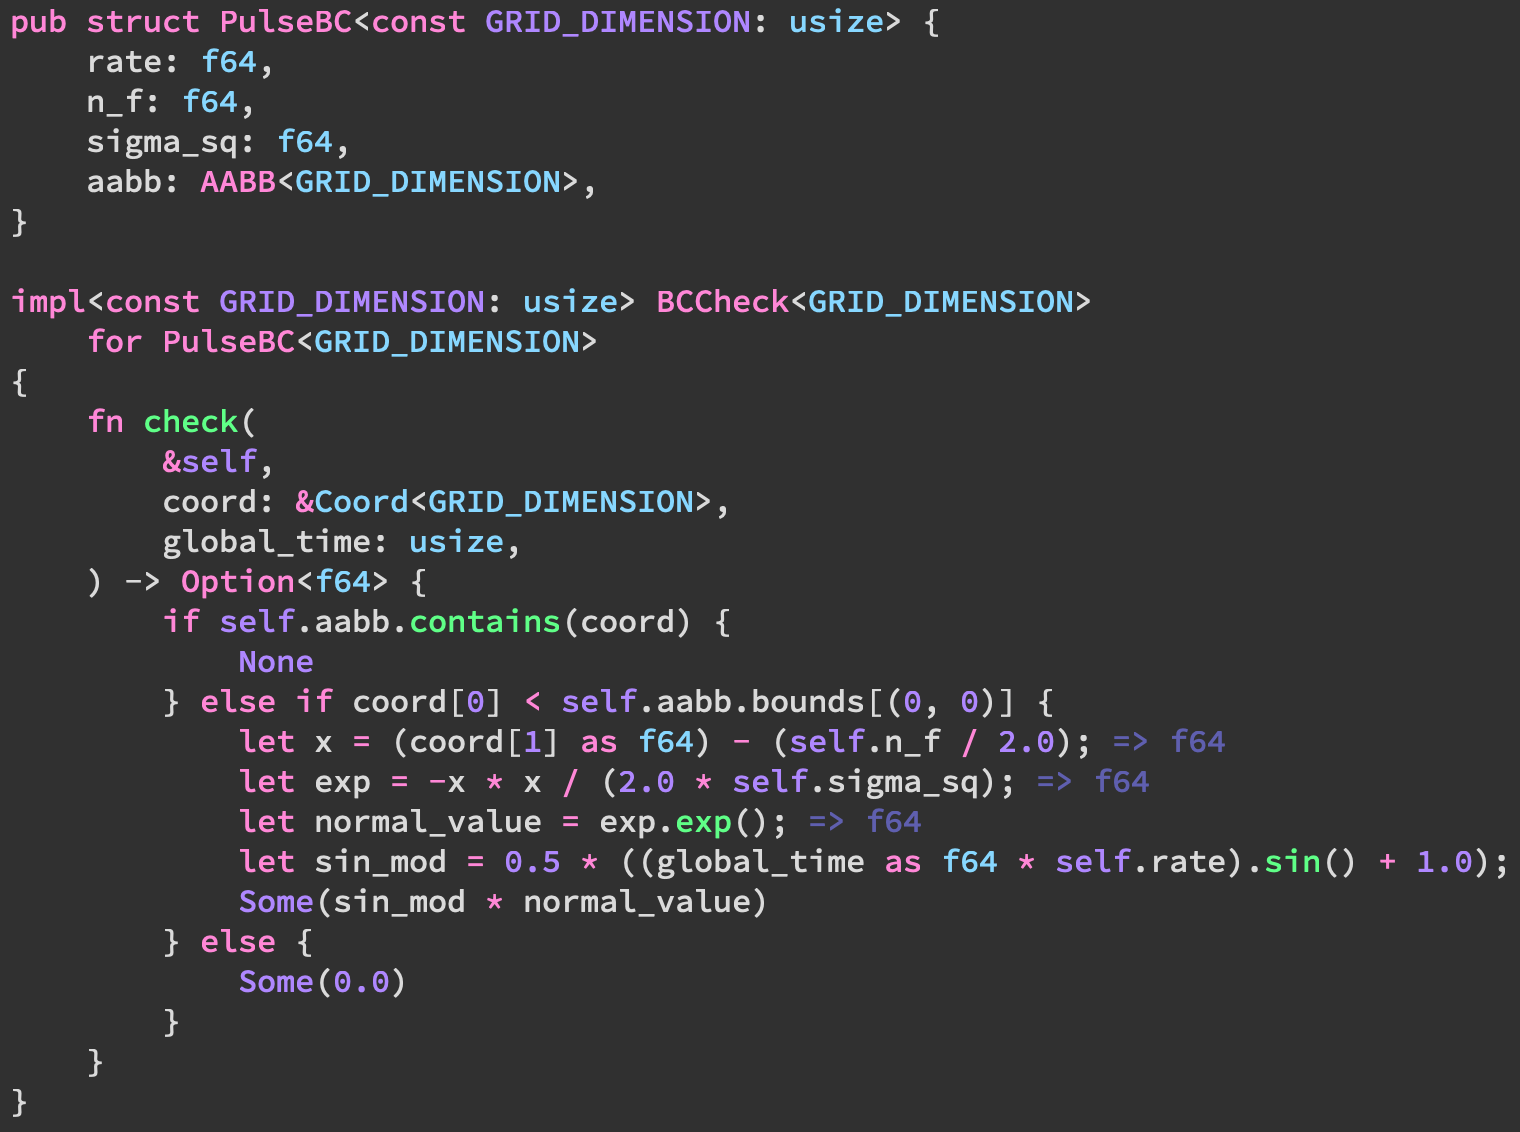 pub struct PulseBC<const GRID_DIMENSION: usize> {
    rate: f64,
    n_f: f64,
    sigma_sq: f64,
    aabb: AABB<GRID_DIMENSION>,
}

impl<const GRID_DIMENSION: usize> BCCheck<GRID_DIMENSION>
    for PulseBC<GRID_DIMENSION>
{
    fn check(
        &self,
        coord: &Coord<GRID_DIMENSION>,
        global_time: usize,
    ) -> Option<f64> {
        if self.aabb.contains(coord) {
            None
        } else if coord[0] < self.aabb.bounds[(0, 0)] {
            let x = (coord[1] as f64) - (self.n_f / 2.0); => f64
            let exp = -x * x / (2.0 * self.sigma_sq); => f64
            let normal_value = exp.exp(); => f64
            let sin_mod = 0.5 * ((global_time as f64 * self.rate).sin() + 1.0);
            Some(sin_mod * normal_value)
        } else {
            Some(0.0)
        }
    }
}